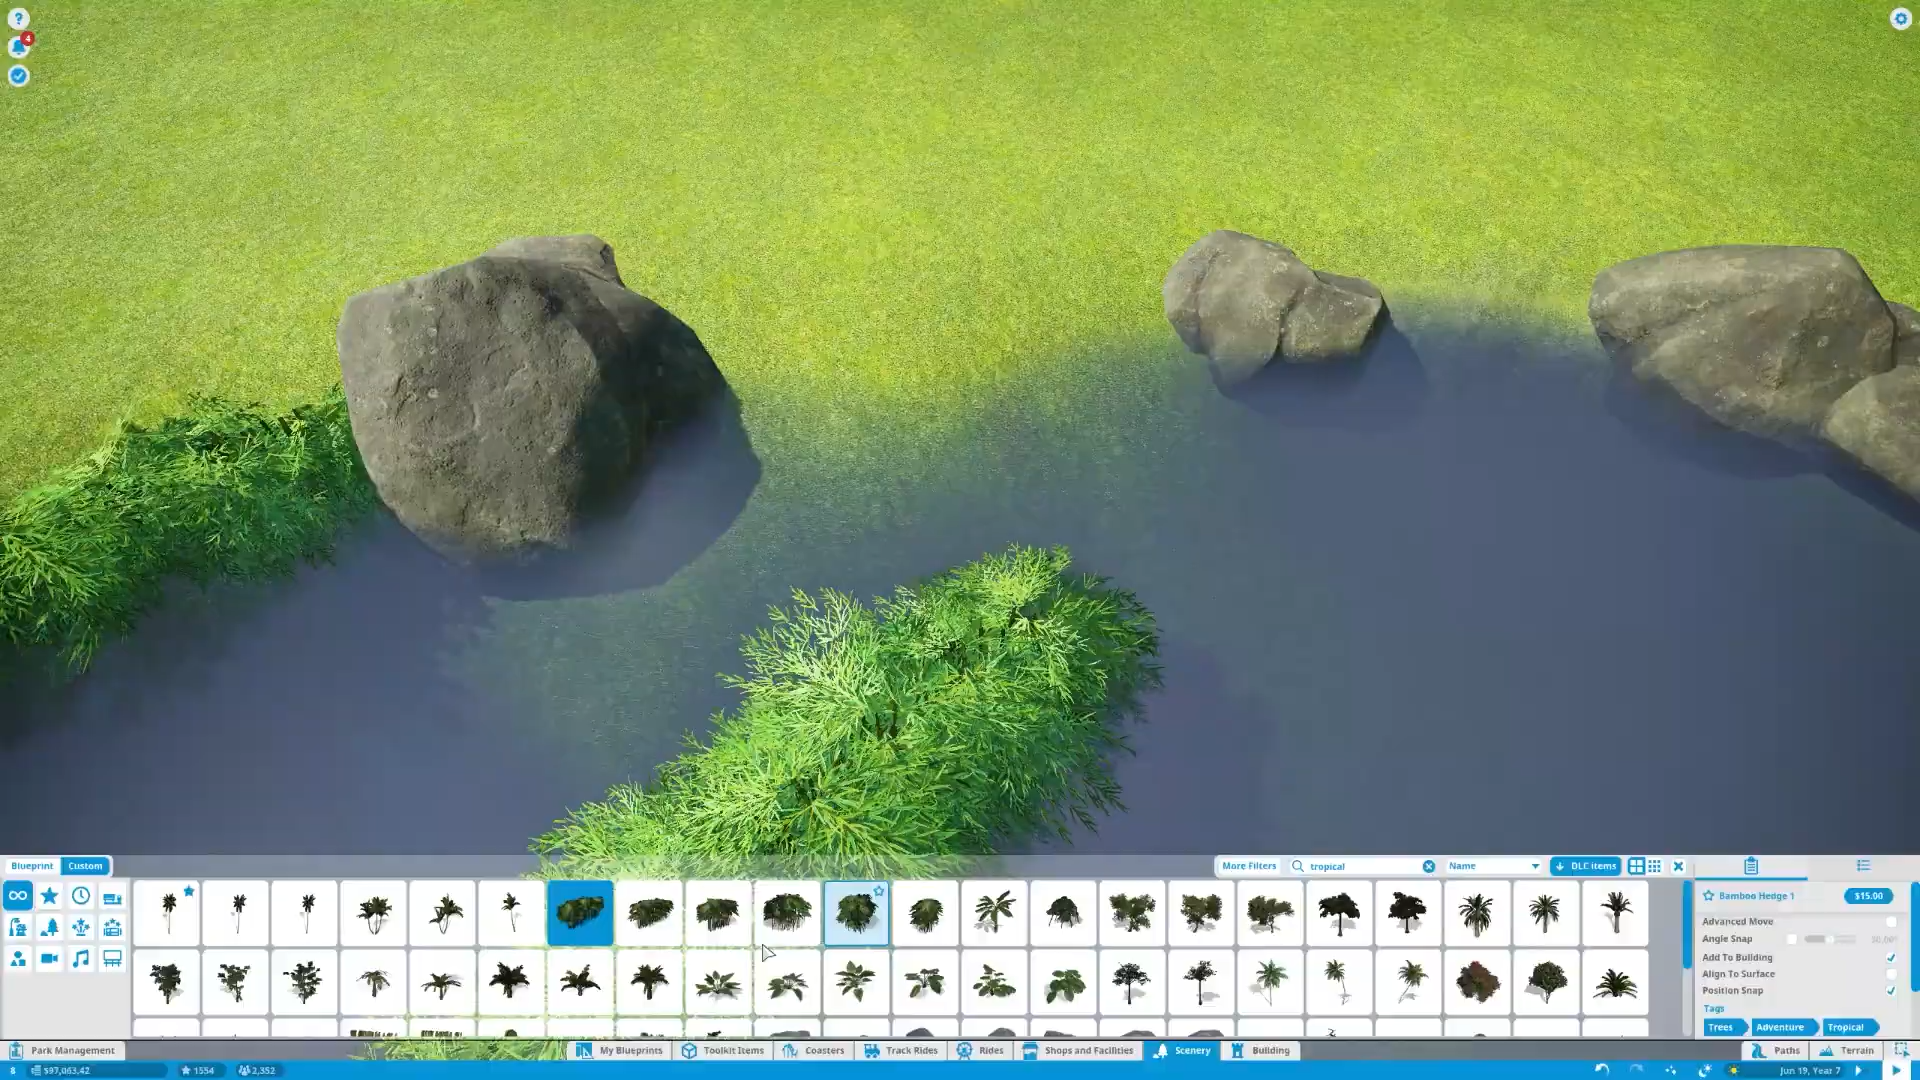 ?
4
Blueprint
Custom
More Filters
tropical
Name
DLC items
Bamboo Hedge 1
$15.00
Advanced Move
Angle Snap
Add To Building
Align To Surface
Position Snap
Tags
Trees
Adventure
Tropical
Park Management
My Blueprints
Toolkit Items
Coasters
Track Rides
Rides
Shops and Facilities
Scenery
Building
Paths
Terrain
8
$97,063.42
1554
2,352
Jun 19, Year 7